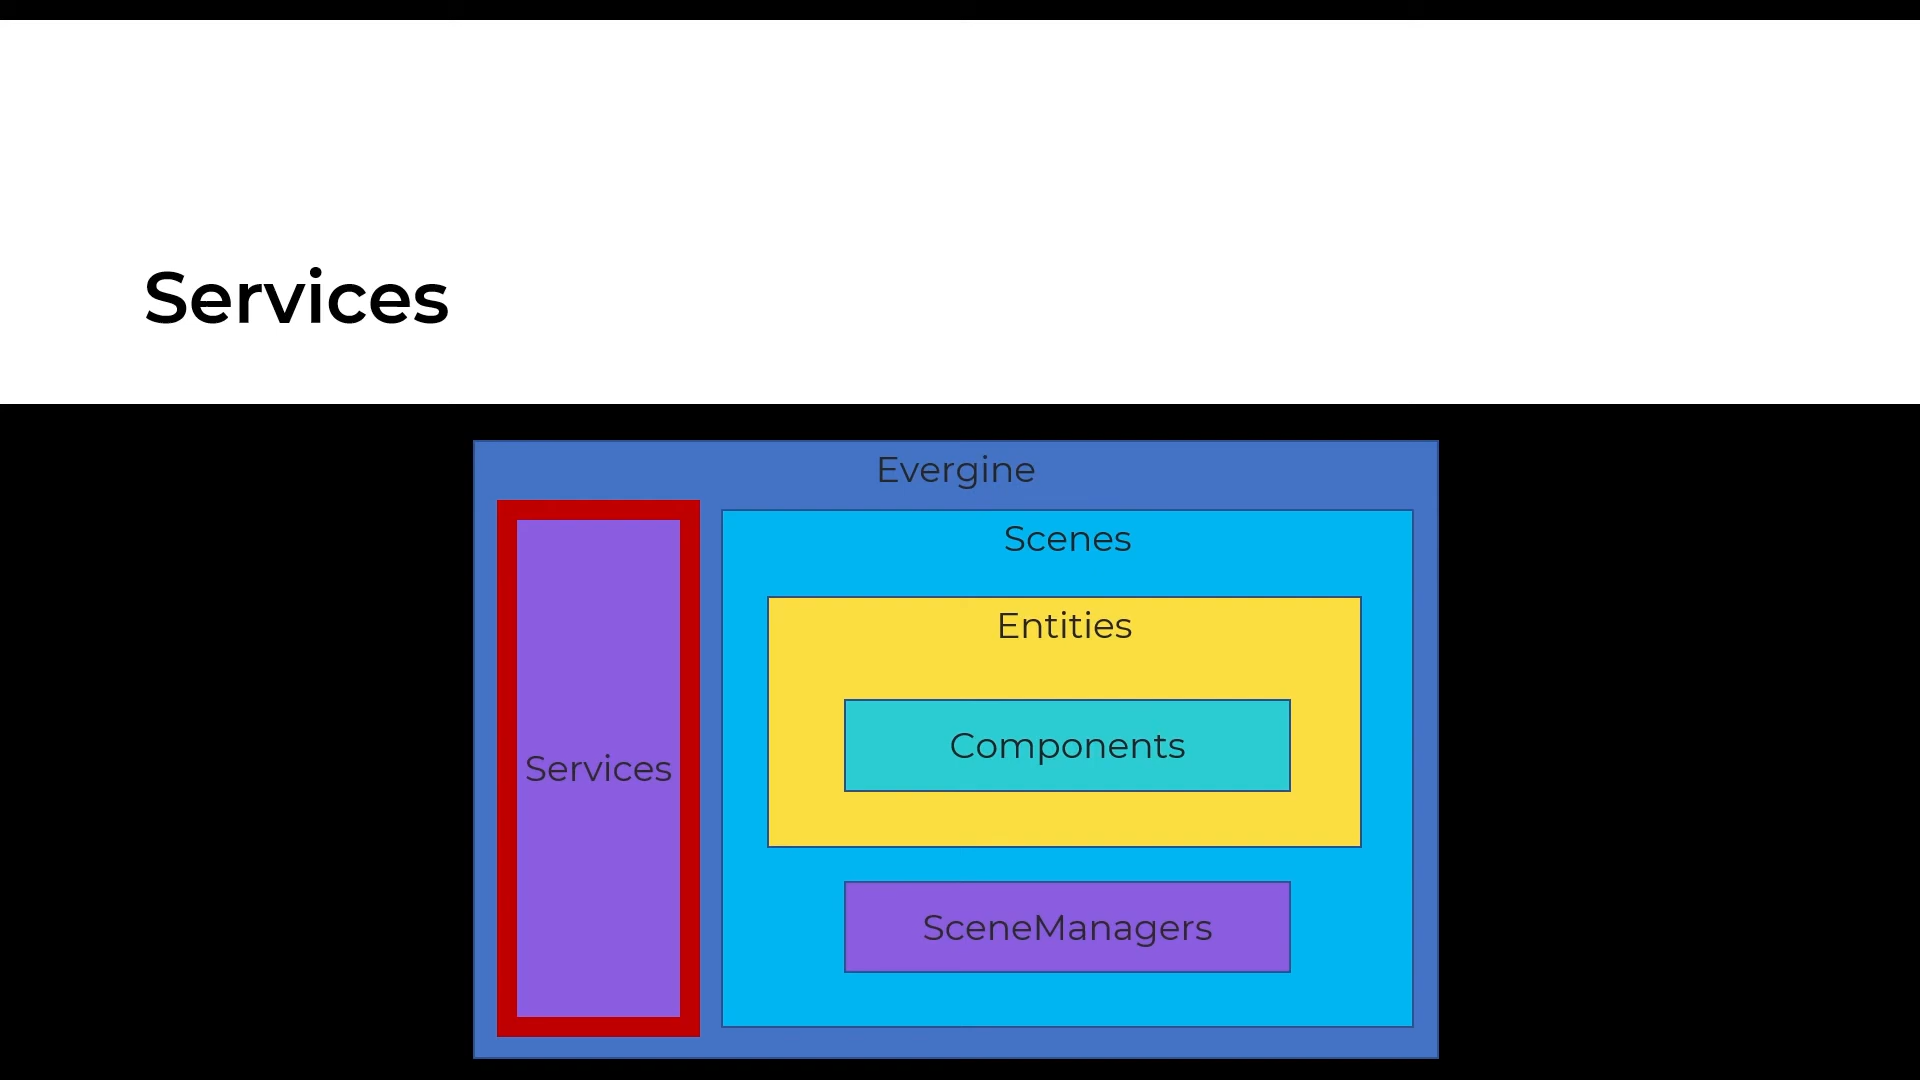 Services
Evergine
Services
Scenes
Entities
Components
SceneManagers